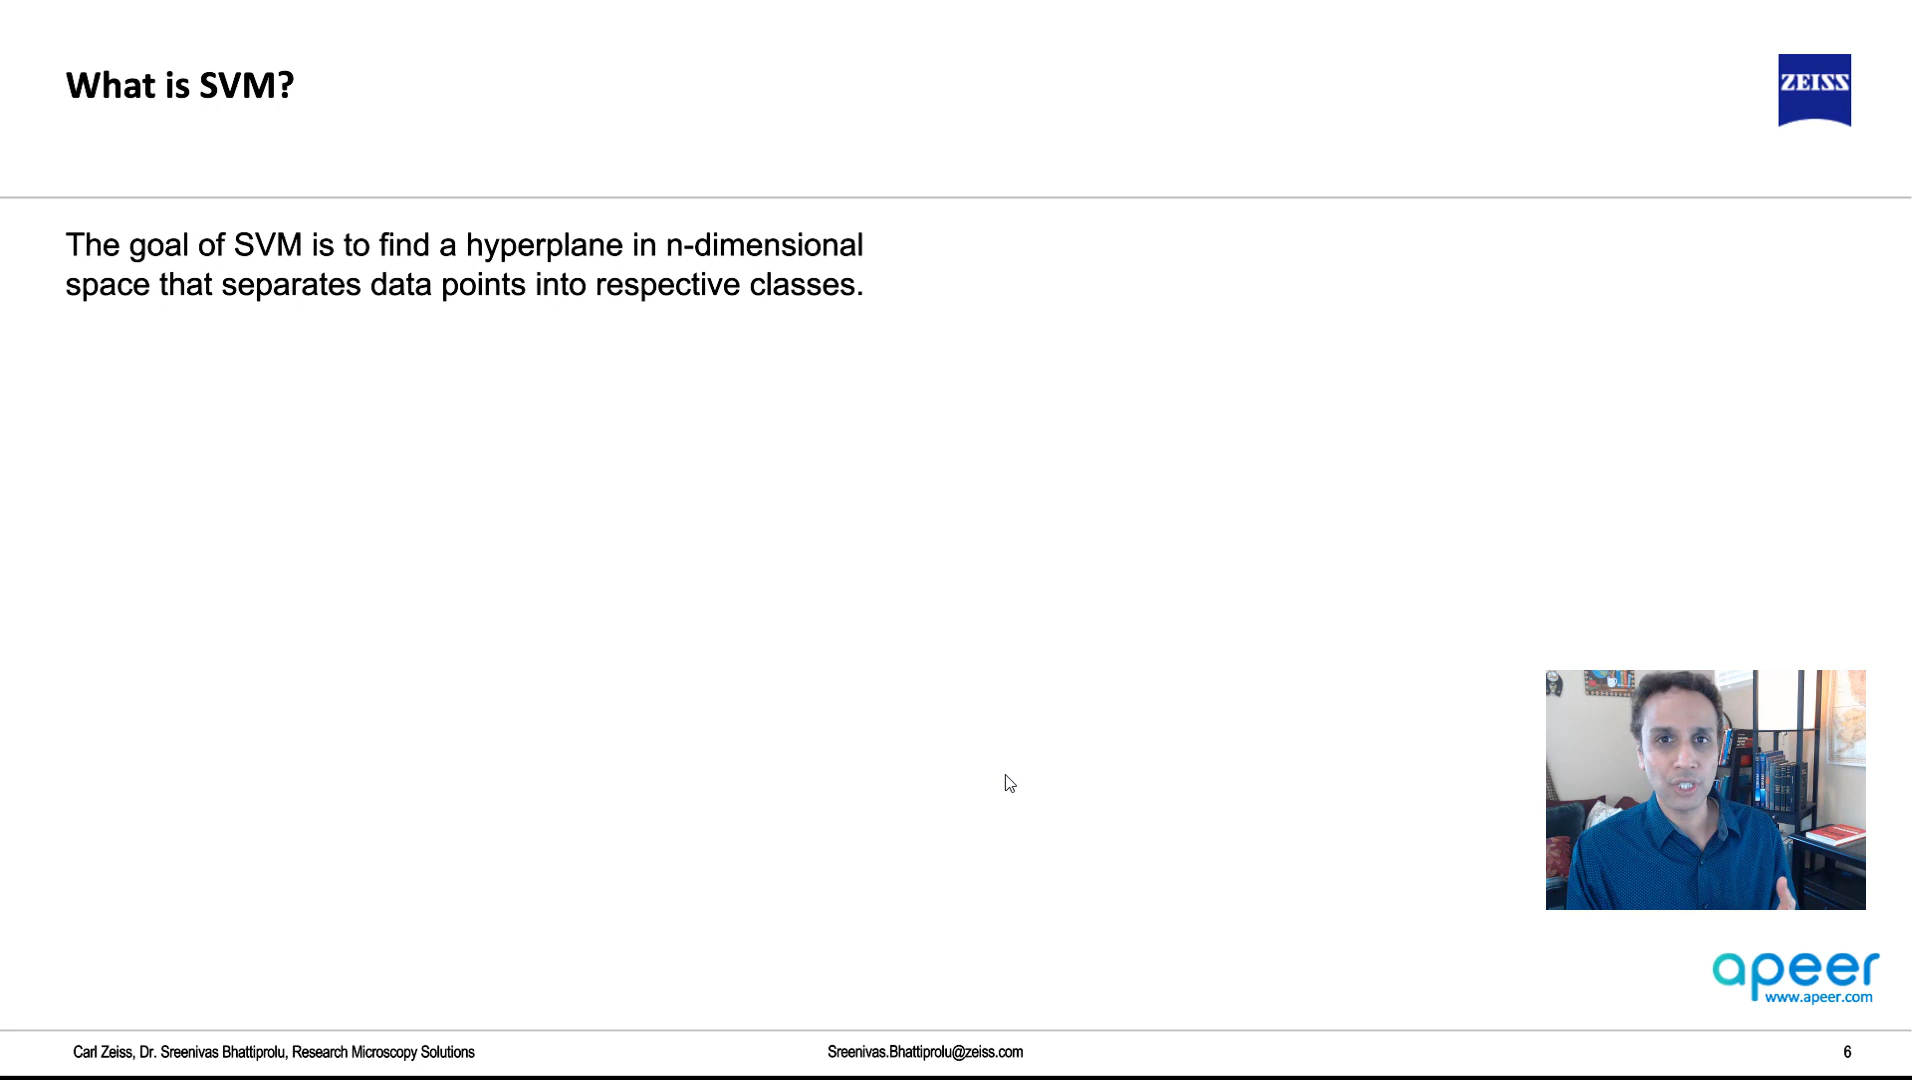 What is SVM?
ZEISS
The goal of SVM is to find a hyperplane in n-dimensional
space that separates data points into respective classes.
apeer
www.apeer.com
Carl Zeiss, Dr. Sreenivas Bhattiprolu, Research Microscopy Solutions
Sreenivas.Bhattiprolu@zeiss.com
6